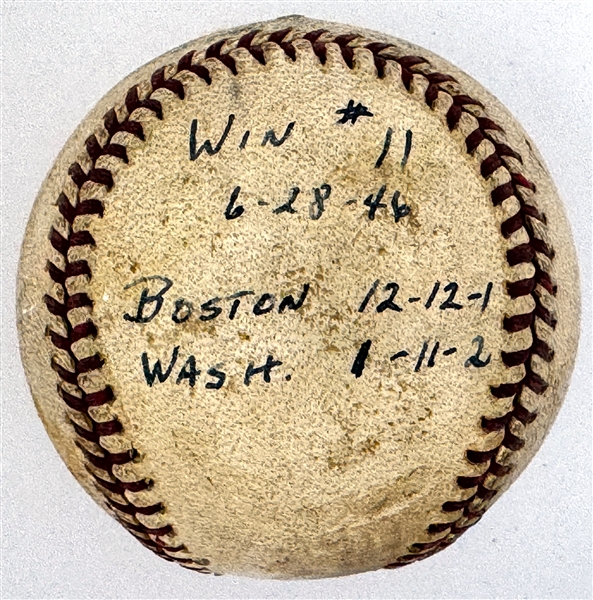 WIN #11
6-28-46
BOSTON 12-12-1
WASH. 1-11-2